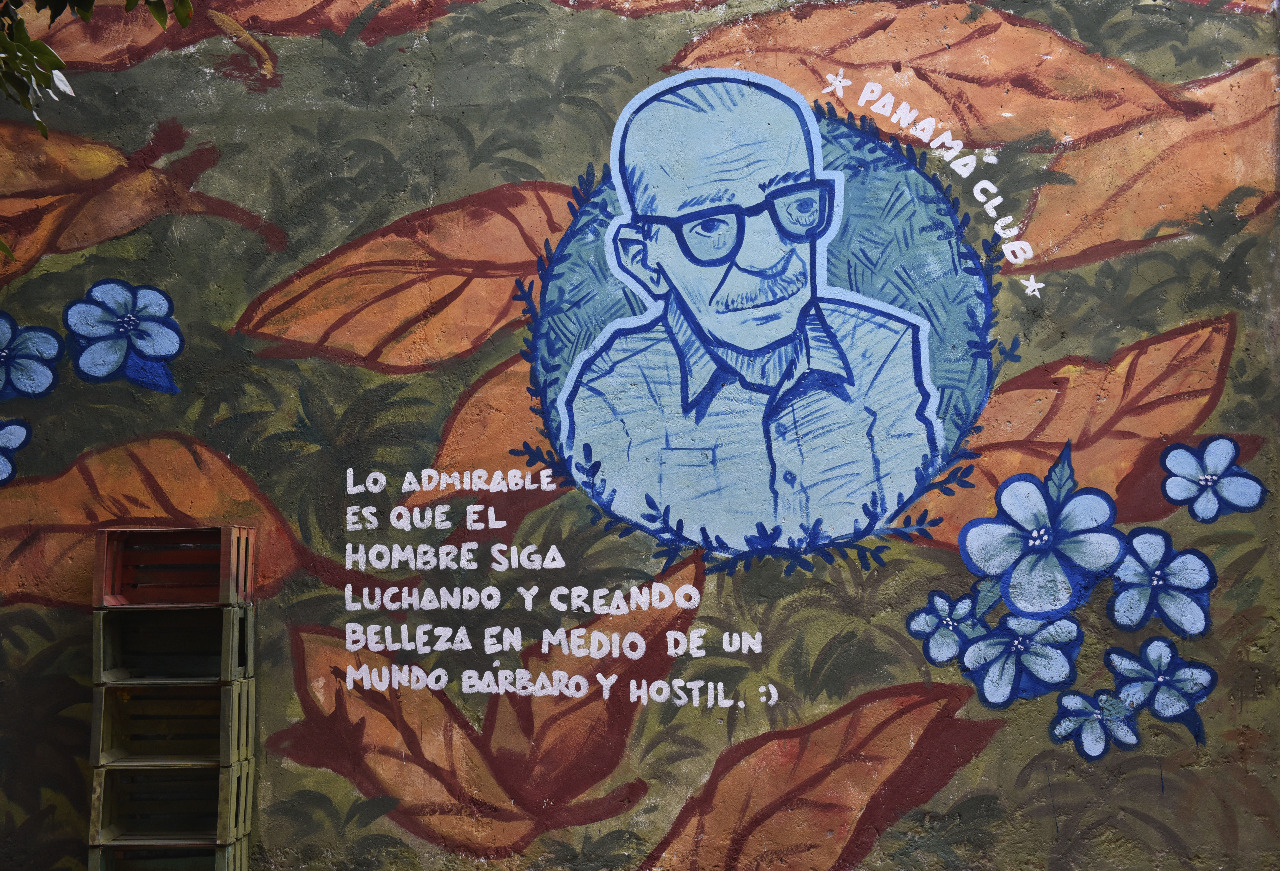 * PANAMÁ CLUB *
LO ADMIRABLE
ES QUE EL
HOMBRE SIGA
LUCHANDO Y CREANDO
BELLEZA EN MEDIO DE UN
MUNDO BÁRBARO Y HOSTIL. :)